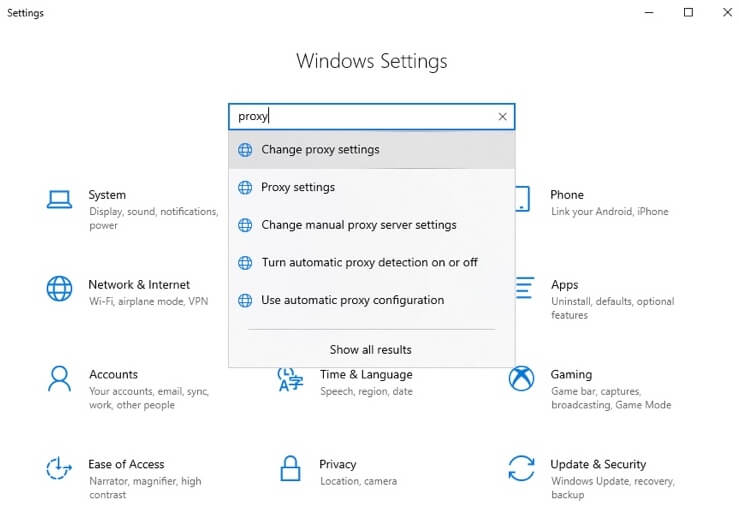 Settings
Windows Settings
proxy
Change proxy settings
Proxy settings
Change manual proxy server settings
Turn automatic proxy detection on or off
Use automatic proxy configuration
Show all results
System
Display, sound, notifications,
power
Phone
Link your Android, iPhone
Network & Internet
Wi-Fi, airplane mode, VPN
Apps
Uninstall, defaults, optional
features
Accounts
Your accounts, email, sync,
work, other people
Time & Language
Speech, region, date
Gaming
Game bar, captures,
broadcasting, Game Mode
Ease of Access
Narrator, magnifier, high
contrast
Privacy
Location, camera
Update & Security
Windows Update, recovery,
backup